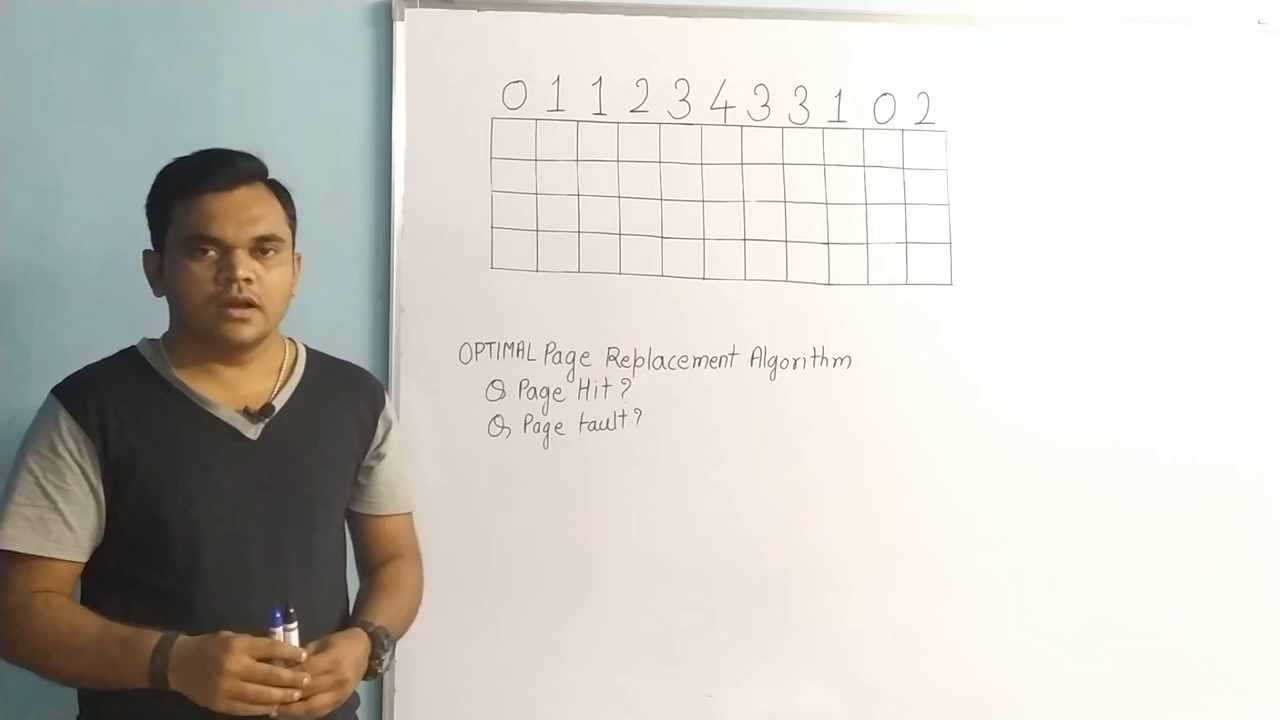 0 1 1 2 3 4 3 3 1 0 2
OPTIMAL Page Replacement Algorithm
Q Page Hit ?
Q Page fault ?